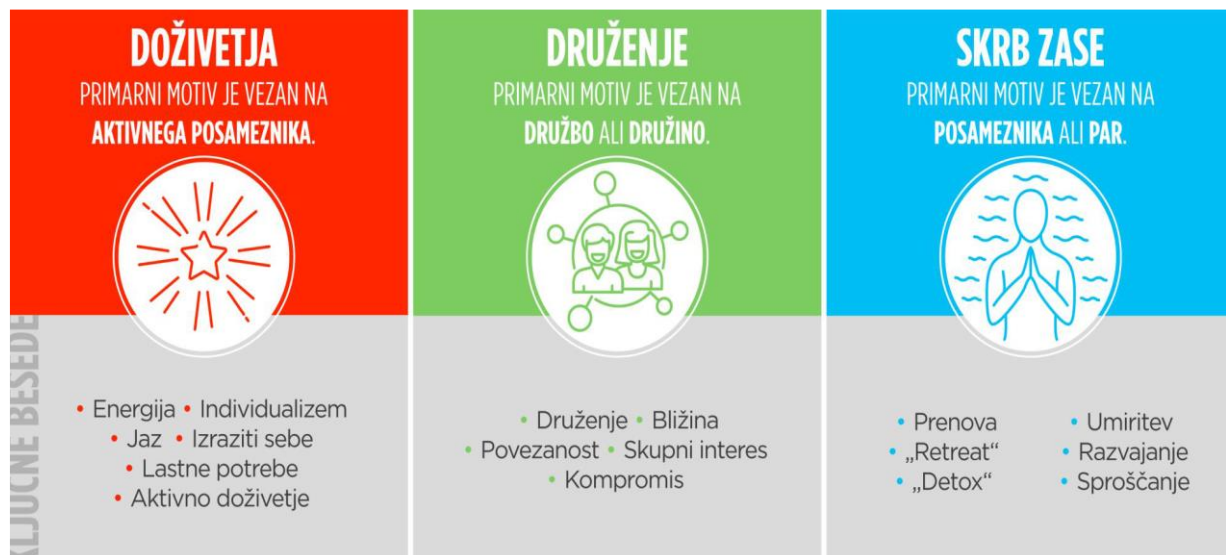 DOŽIVETJA
PRIMARNI MOTIV JE VEZAN NA
AKTIVNEGA POSAMEZNIKA.
DRUŽENJE
PRIMARNI MOTIV JE VEZAN NA
DRUŽBO ALI DRUŽINO.
SKRB ZASE
PRIMARNI MOTIV JE VEZAN NA
POSAMEZNIKA ALI PAR.
KLJUČNE BESEDE
• Energija • Individualizem
• Jaz • Izraziti sebe
• Lastne potrebe
• Aktivno doživetje
• Druženje • Bližina
• Povezanost • Skupni interes
• Kompromis
• Prenova
• „Retreat“
• „Detox“
• Umiritev
• Razvajanje
• Sproščanje